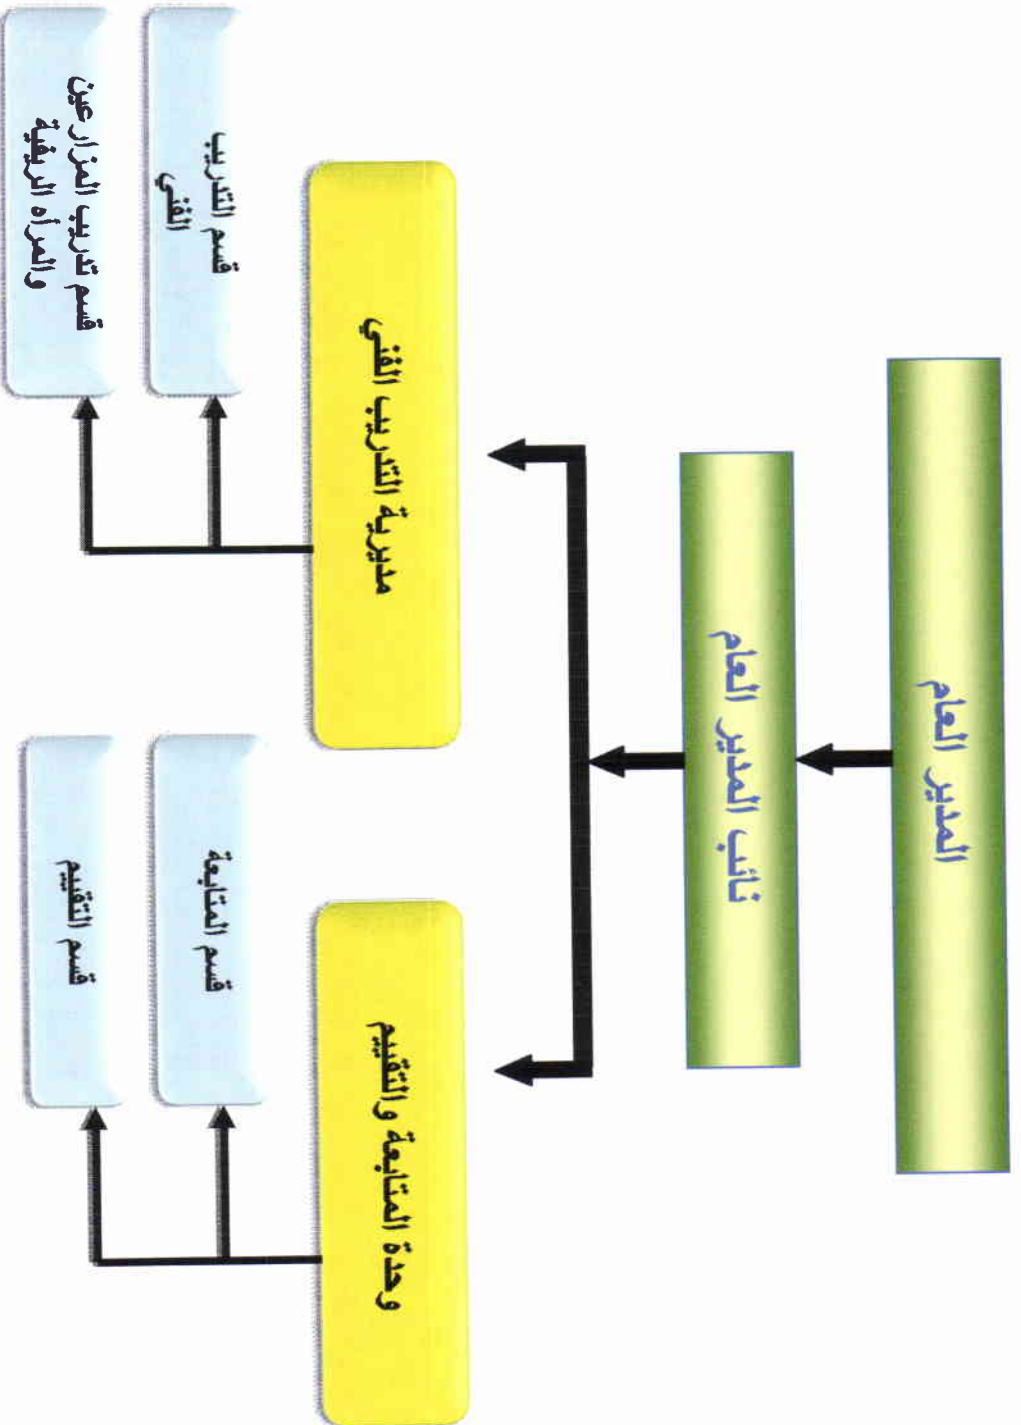 المدير العام
نائب المدير العام
وحدة المتابعة والتقييم
قسم المتابعة
قسم التقييم
مديرية التدريب الفني
قسم التدريب
الفني
قسم تدريب المزارعين
والمرأه الريفية